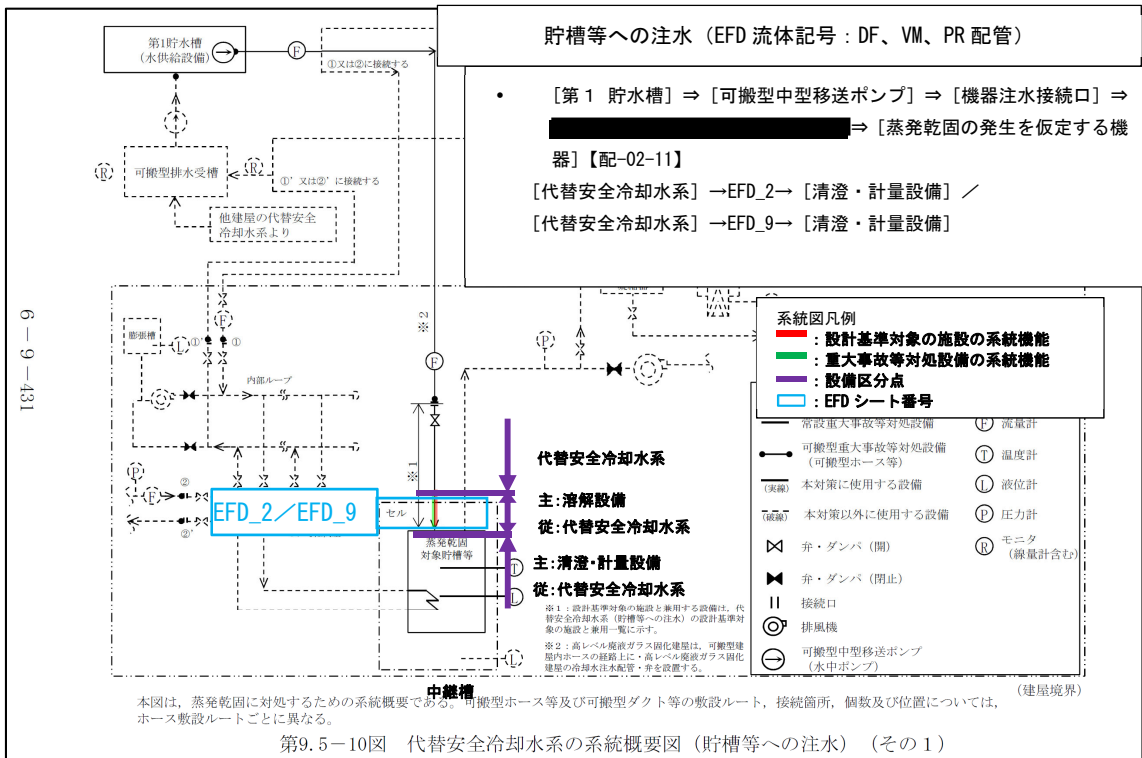 貯槽等への注水（EFD 流体記号：DF、VM、PR 配管）
• [第１ 貯水槽] ⇒ [可搬型中型移送ポンプ] ⇒ [機器注水接続口] ⇒
⇒ [蒸発乾固の発生を仮定する機
器]【配-02-11】
[代替安全冷却水系] →EFD_2→ [清澄・計量設備] ／
[代替安全冷却水系] →EFD_9→ [清澄・計量設備]
第1貯水槽
（水供給設備）
F
①又は②に接続する
R
可搬型排水受槽
R
①’又は②’に接続する
他建屋の代替安全
冷却水系より
6－9－431
膨張槽
L
①’
F
①
内部ループ
※2
F
P
※1
P
F
②
②’
EFD_2／EFD_9
セル
蒸発乾固
対象貯槽等
T
L
L
中継槽
代替安全冷却水系
主:溶解設備
従:代替安全冷却水系
主:清澄・計量設備
従:代替安全冷却水系
※1：設計基準対象の施設と兼用する設備は，代
替安全冷却水系（貯槽等への注水）の設計基準対
象の施設と兼用一覧に示す。
※2：高レベル廃液ガラス固化建屋は，可搬型建
屋内ホースの経路上に・高レベル廃液ガラス固化
建屋の冷却水注水配管・弁を設置する。
系統図凡例
：設計基準対象の施設の系統機能
：重大事故等対処設備の系統機能
：設備区分点
：EFD シート番号
常設重大事故等対処設備
可搬型重大事故等対処設備
（可搬型ホース等）
（実線） 本対策に使用する設備
（破線） 本対策以外に使用する設備
弁・ダンパ（開）
弁・ダンパ（閉止）
接続口
排風機
可搬型中型移送ポンプ
（水中ポンプ）
F 流量計
T 温度計
L 液位計
P 圧力計
R モニタ
（線量計含む）
（建屋境界）
本図は，蒸発乾固に対処するための系統概要である。可搬型ホース等及び可搬型ダクト等の敷設ルート，接続箇所，個数及び位置については，
ホース敷設ルートごとに異なる。
第9.5－10図 代替安全冷却水系の系統概要図（貯槽等への注水）（その１）